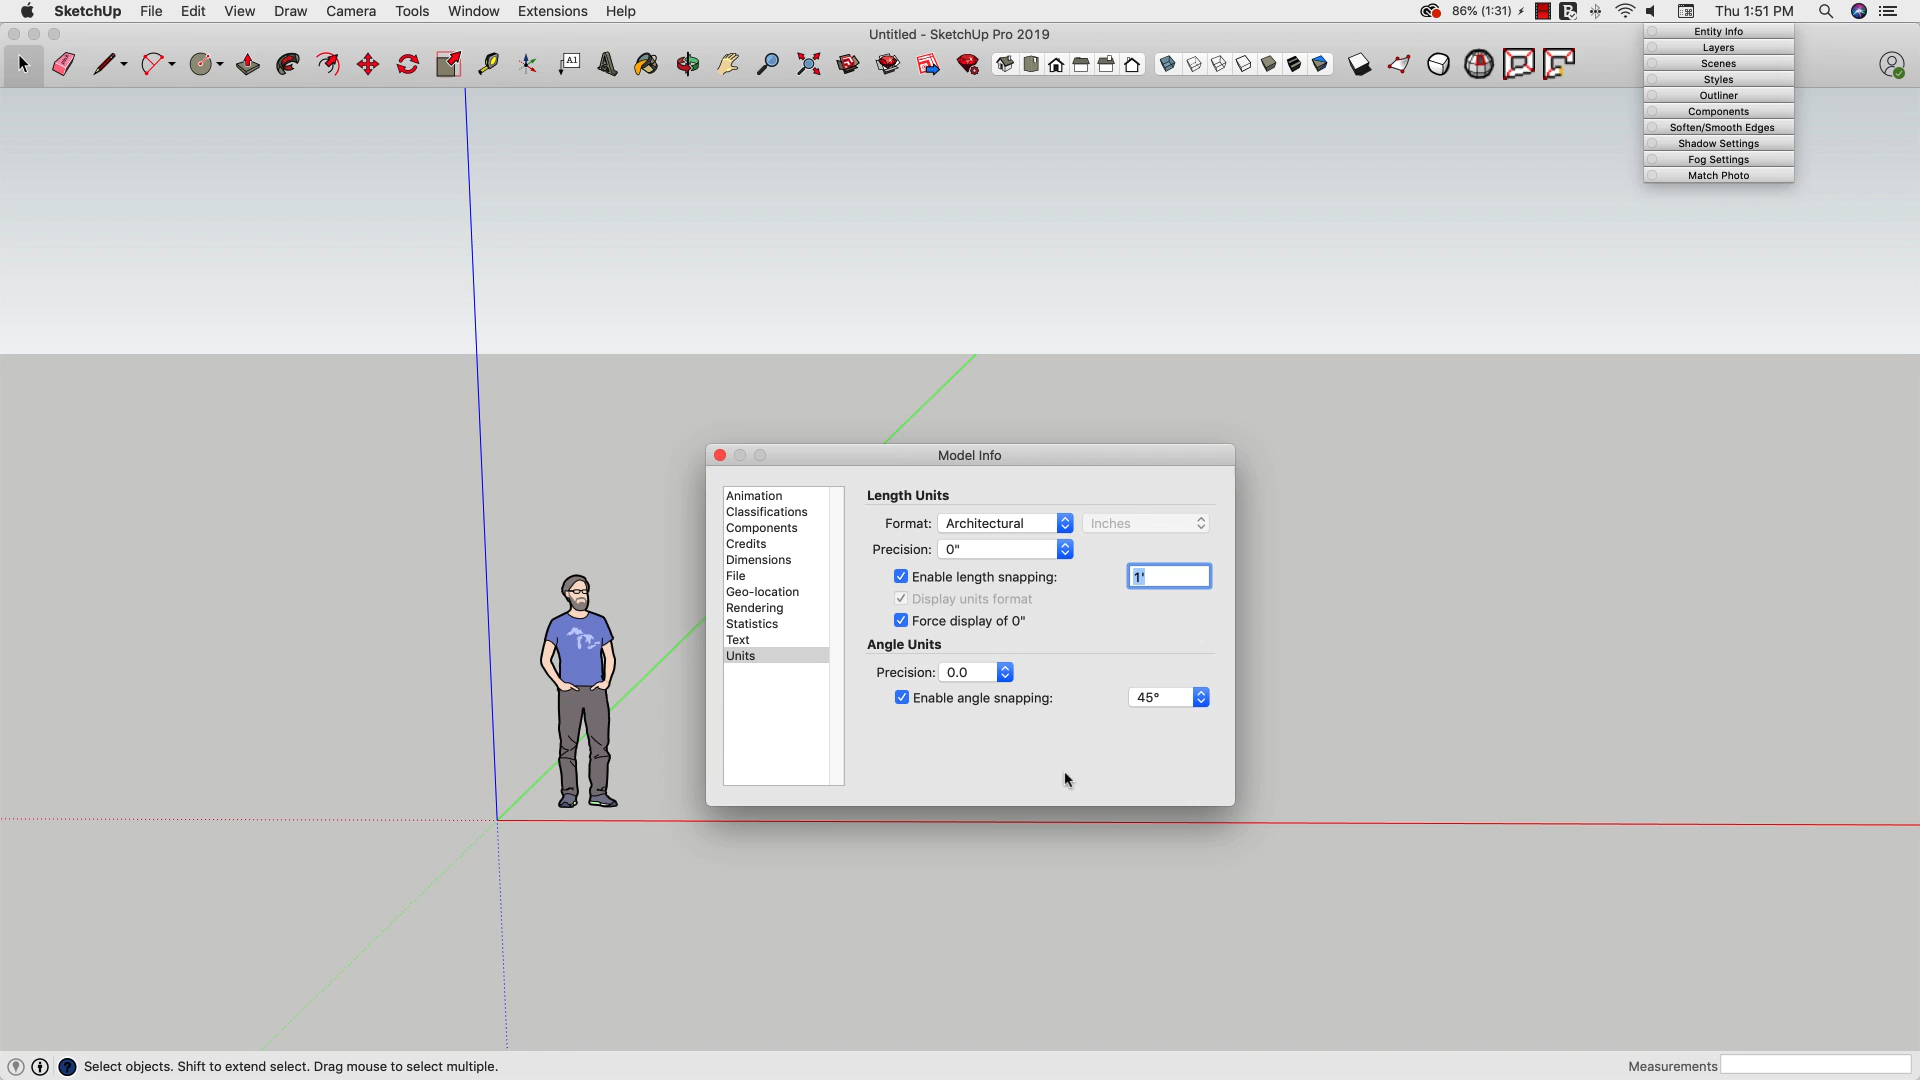 SketchUp File Edit View Draw Camera Tools Window Extensions Help 86% (1:31) Thu 1:51 PM
Untitled - SketchUp Pro 2019
A1
Entity Info
Layers
Scenes
Styles
Outliner
Components
Soften/Smooth Edges
Shadow Settings
Fog Settings
Match Photo
Model Info
Animation
Classifications
Components
Credits
Dimensions
File
Geo-location
Rendering
Statistics
Text
Units
Length Units
Format: Architectural Inches
Precision: 0"
Enable length snapping: 1'
Display units format
Force display of 0"
Angle Units
Precision: 0.0
Enable angle snapping: 45°
Select objects. Shift to extend select. Drag mouse to select multiple.
Measurements